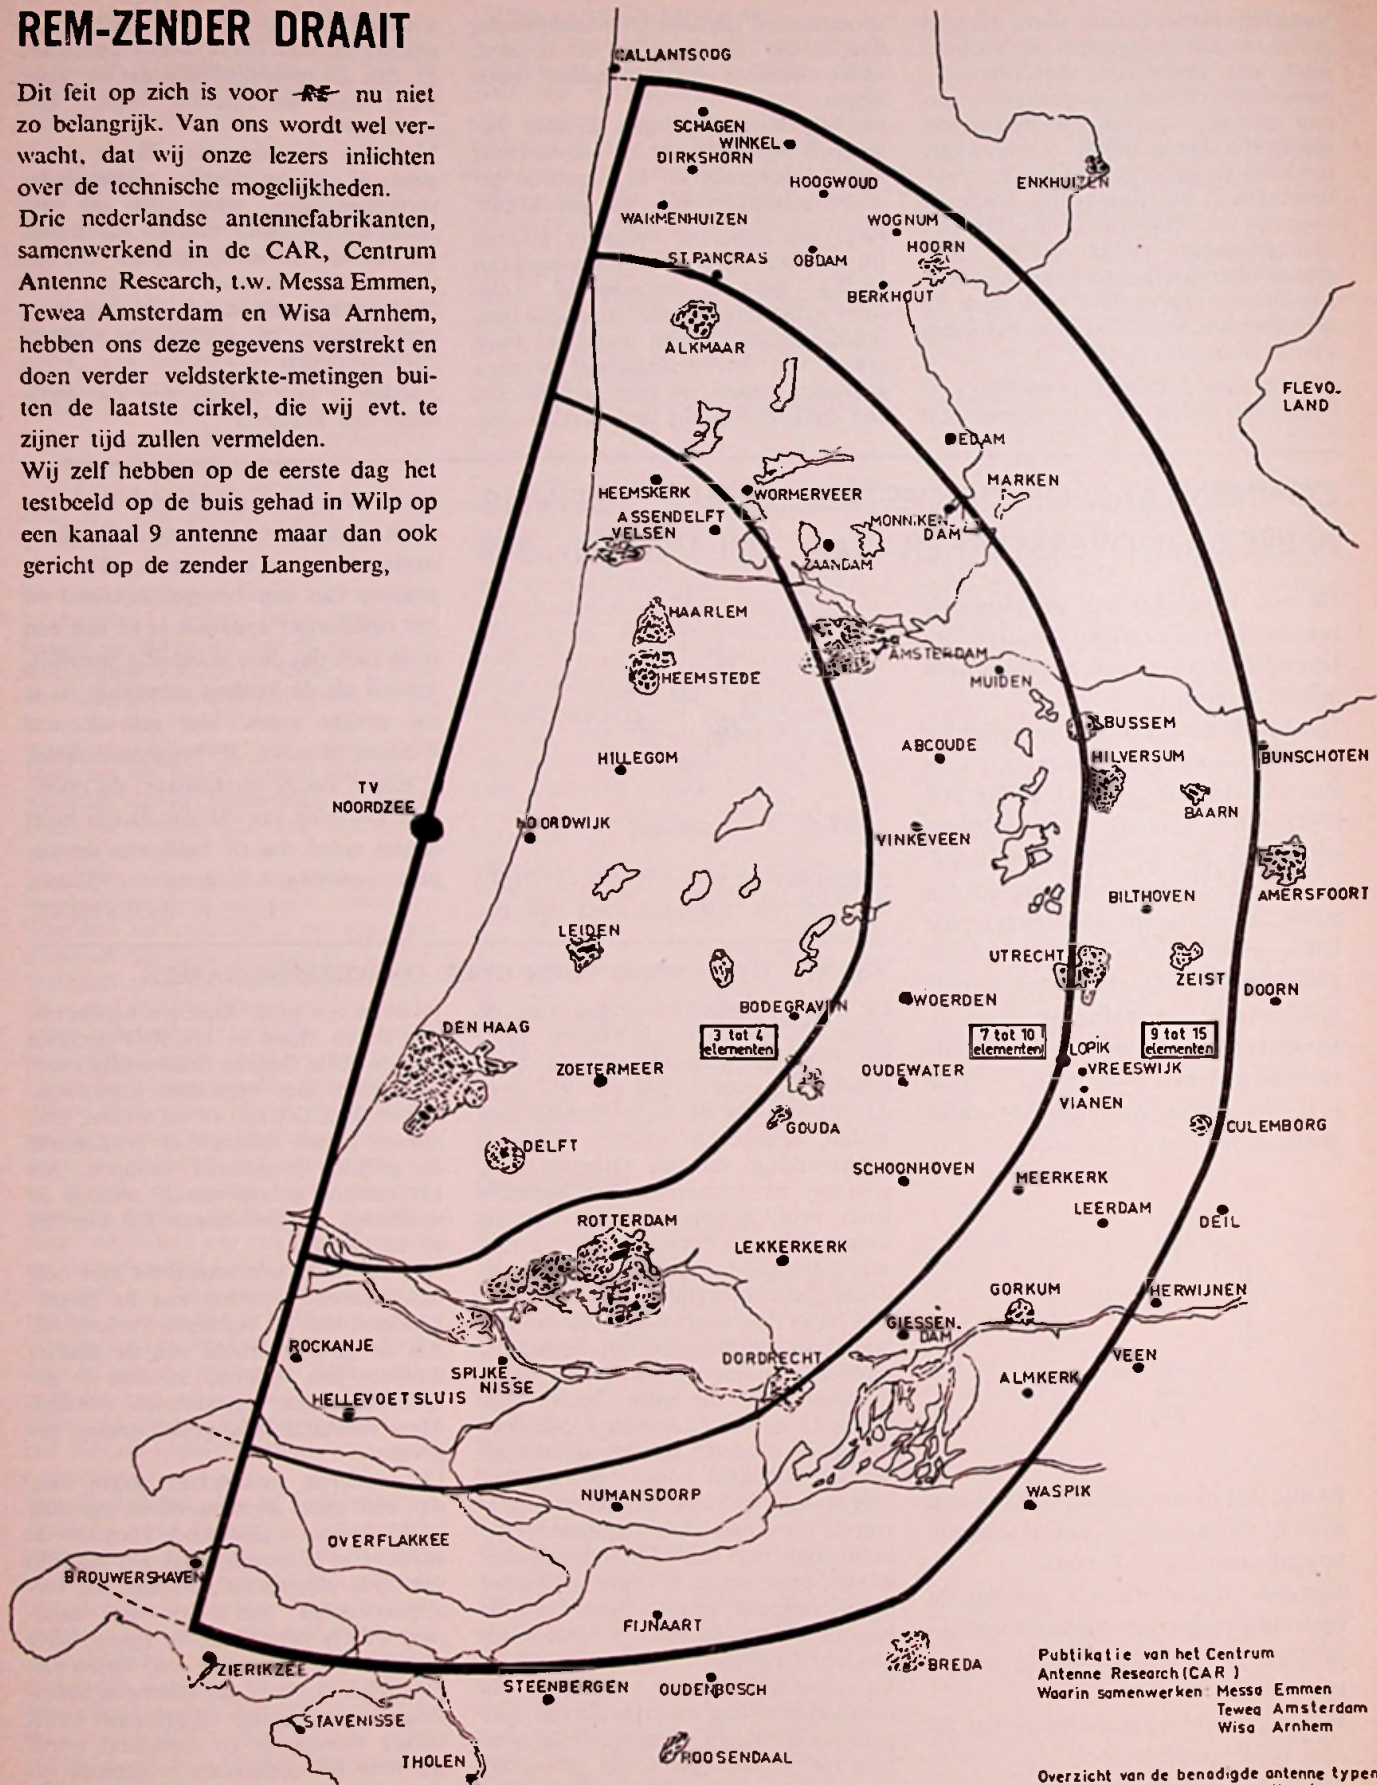 REM-ZENDER DRAAIT
Dit feit op zich is voor RE nu niet
zo belangrijk. Van ons wordt wel ver-
wacht, dat wij onze lezers inlichten
over de technische mogelijkheden.
Drie nederlandse antennefabrikanten,
samenwerkend in de CAR, Centrum
Antenne Research, t.w. Messa Emmen,
Tewea Amsterdam en Wisa Arnhem,
hebben ons deze gegevens verstrekt en
doen verder veldsterkte-metingen bui-
ten de laatste cirkel, die wij evt. te
zijner tijd zullen vermelden.
Wij zelf hebben op de eerste dag het
testbeeld op de buis gehad in Wilp op
een kanaal 9 antenne maar dan ook
gericht op de zender Langenberg,
CALLANTSOOG
SCHAGEN
WINKEL
DIRKSHORN
HOOGWOUD
ENKHUIZEN
WARMENHUIZEN
WOGNUM
HOORN
ST. PANCRAS
OBDAM
BERKHOUT
ALKMAAR
FLEVO-
LAND
EDAM
MARKEN
HEEMSKERK
WORMERVEER
ASSENDELFT
MONNIKEN-
DAM
VELSEN
ZAANDAM
HAARLEM
AMSTERDAM
HEEMSTEDE
MUIDEN
BUSSEM
ABCOUDE
HILVERSUM
BUNSCHOTEN
HILLEGOM
TV
NOORDZEE
BAARN
NOORDWIJK
VINKEVEEN
BILTHOVEN
AMERSFOORT
LEIDEN
UTRECHT
ZEIST
DOORN
BODEGRAVEN
WOERDEN
DEN HAAG
3 tot 4
elementen
7 tot 10
elementen
9 tot 15
elementen
LOPIK
ZOETERMEER
OUDEWATER
VREESWIJK
VIANEN
GOUDA
CULEMBORG
DELFT
SCHOONHOVEN
MEERKERK
LEERDAM
DEIL
ROTTERDAM
LEKKERKERK
GORKUM
HERWIJNEN
GIESSEN.
DAM
ROCKANJE
SPIJKE-
NISSE
DORDRECHT
VEEN
ALMKERK
HELLEVOETSLUIS
NUMANSDORP
WASPIK
OVERFLAKKEE
BROUWERSHAVEN
FIJNAART
ZIERIKZEE
BREDA
STEENBERGEN
OUDENBOSCH
STAVENISSE
THOLEN
ROOSENDAAL
Publikatie van het Centrum
Antenne Research (CAR)
Waarin samenwerken: Messa Emmen
Tewea Amsterdam
Wisa Arnhem
Overzicht van de benodigde antenne typen